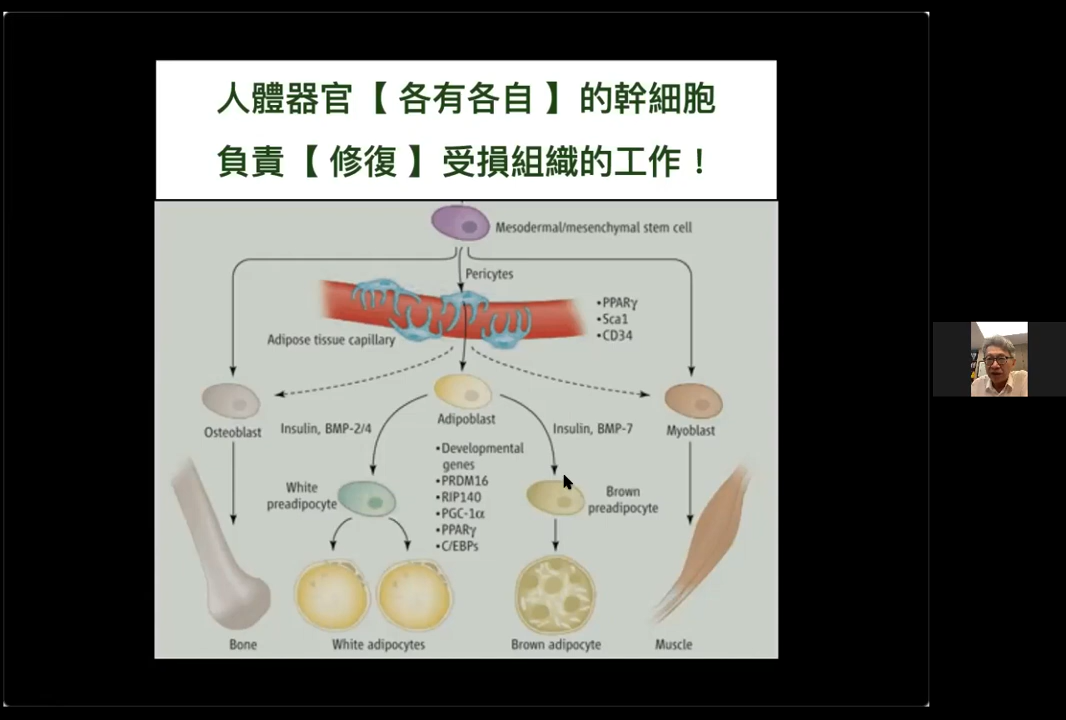 人體器官【 各有各自 】的幹細胞
負責【 修復 】受損組織的工作！
Mesodermal/mesenchymal stem cell
Pericytes
•PPARγ
•Sca1
•CD34
Adipose tissue capillary
Osteoblast
Insulin, BMP-2/4
Adipoblast
Insulin, BMP-7
Myoblast
•Developmental
genes
•PRDM16
•RIP140
•PGC-1α
•PPARγ
•C/EBPs
White
preadipocyte
Brown
preadipocyte
Bone
White adipocytes
Brown adipocyte
Muscle